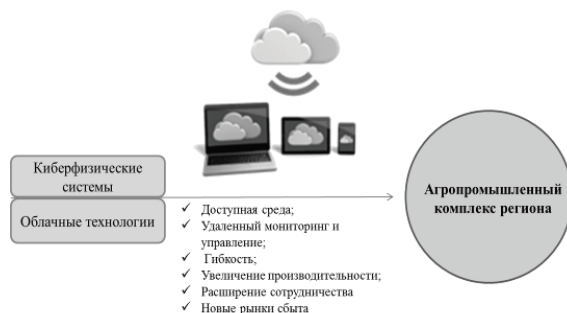 Киберфизические
системы
Облачные технологии
✓ Доступная среда;
✓ Удаленный мониторинг и
управление;
✓ Гибкость;
✓ Увеличение производительности;
✓ Расширение сотрудничества
✓ Новые рынки сбыта
Агропромышленный
комплекс региона